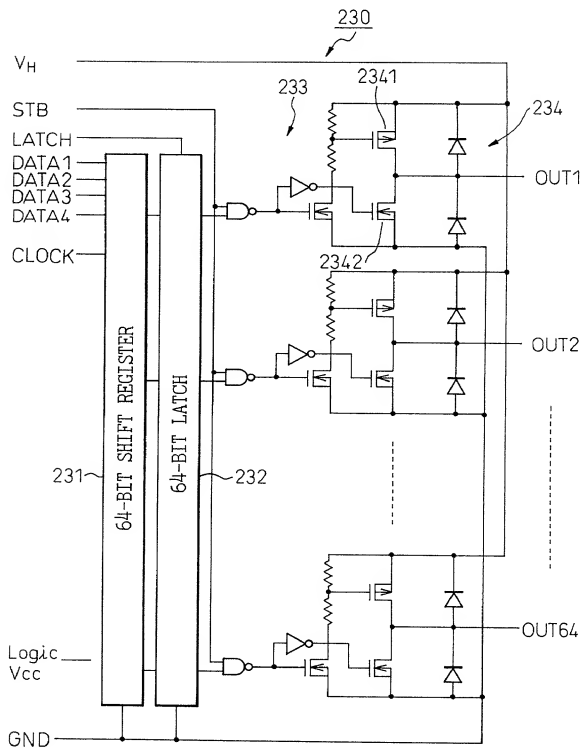 230
VH
2341
STB
233
234
LATCH
DATA1
DATA2
DATA3
DATA4
OUT1
CLOCK
2342
OUT2
64-BIT SHIFT REGISTER
64-BIT LATCH
231
232
OUT64
Logic
Vcc
GND